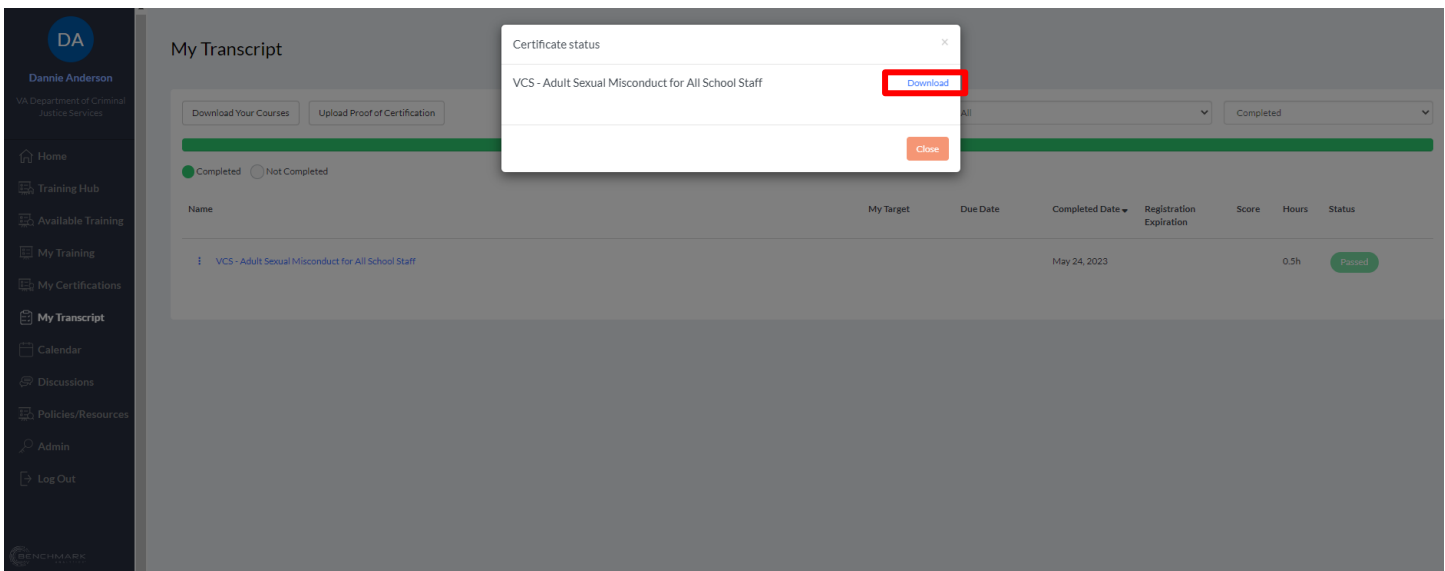 DA
Dannie Anderson
VA Department of Criminal
Justice Services
Home
Training Hub
Available Training
My Training
My Certifications
My Transcript
Calendar
Discussions
Policies/Resources
Admin
Log Out
BENCHMARK
My Transcript
Download Your Courses
Upload Proof of Certification
All
Completed
Completed
Not Completed
Certificate status
×
VCS - Adult Sexual Misconduct for All School Staff
Download
Close
Name
My Target
Due Date
Completed Date
Registration
Expiration
Score
Hours
Status
VCS - Adult Sexual Misconduct for All School Staff
May 24, 2023
0.5h
Passed